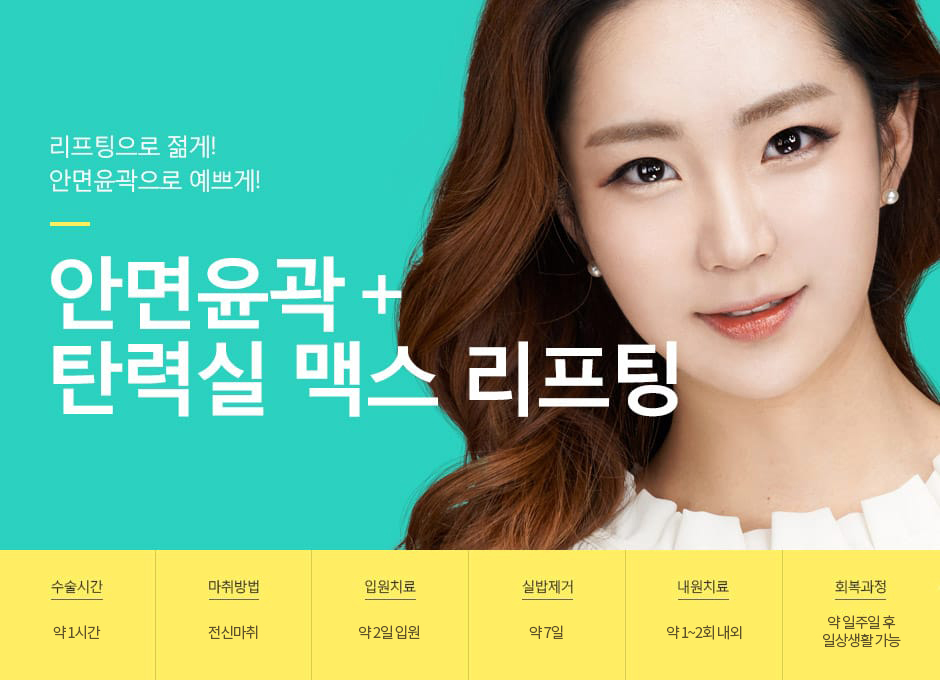 리프팅으로 젊게!
안면윤곽으로 예쁘게!
안면윤곽 +
탄력실 맥스 리프팅
수술시간
약 1시간
마취방법
전신마취
입원치료
약 2일 입원
실밥제거
약 7일
내원치료
약 1~2회 내외
회복과정
약 일주일 후
일상생활 가능